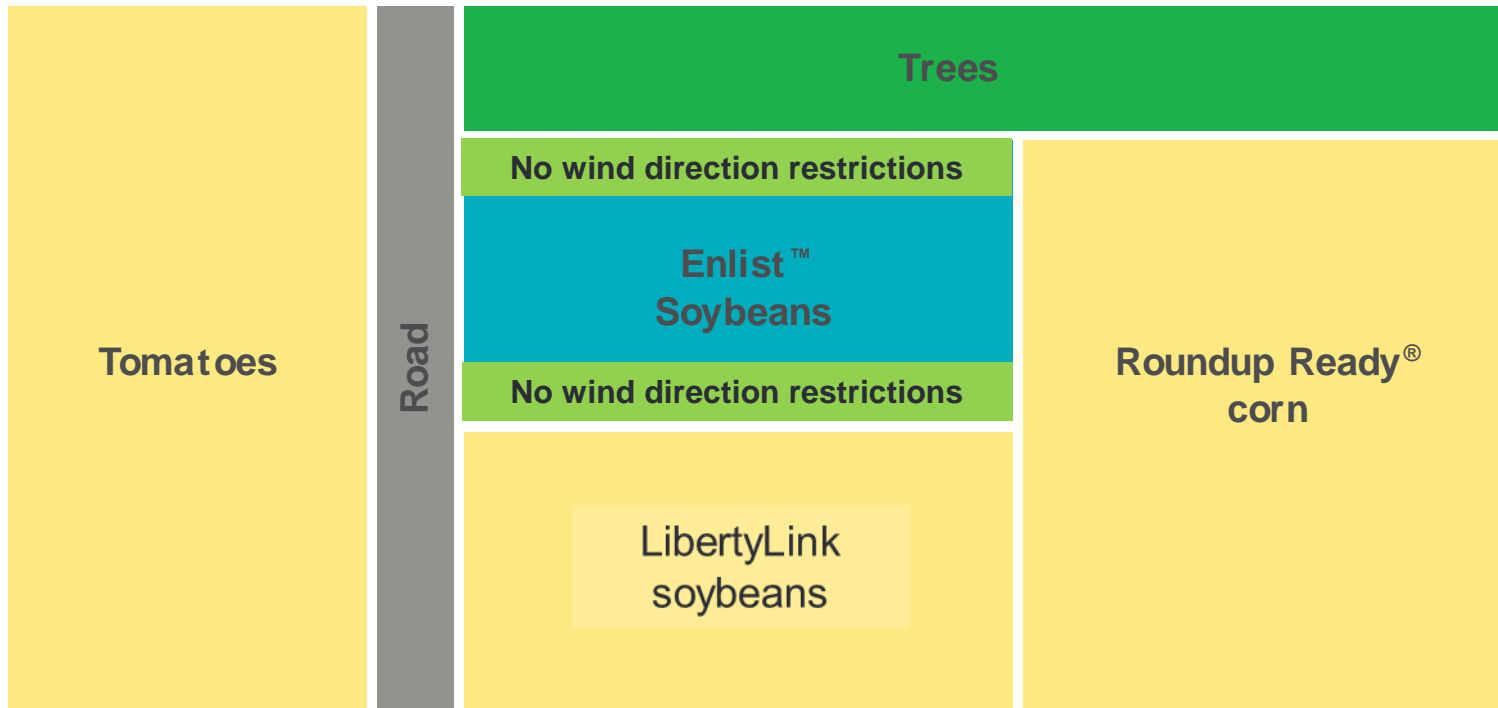 Trees
No wind direction restrictions
Enlist™
Soybeans
Tomatoes
Road
Roundup Ready®
corn
No wind direction restrictions
LibertyLink
soybeans